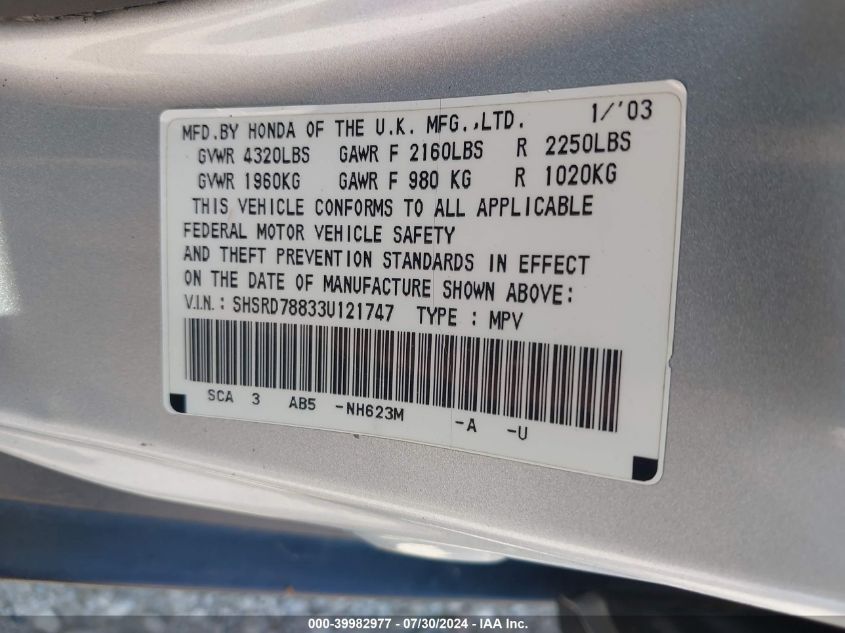 MFD.BY HONDA OF THE U.K. MFG.,LTD. 1/'03
GVWR 4320LBS GAWR F 2160LBS R 2250LBS
GVWR 1960KG GAWR F 980 KG R 1020KG
THIS VEHICLE CONFORMS TO ALL APPLICABLE
FEDERAL MOTOR VEHICLE SAFETY
AND THEFT PREVENTION STANDARDS IN EFFECT
ON THE DATE OF MANUFACTURE SHOWN ABOVE:
V.I.N.: SHSRD78833U121747 TYPE : MPV
SCA 3 AB5 -NH623M -A -U
000-39982977 / 07/30/2024 - IAA Inc.